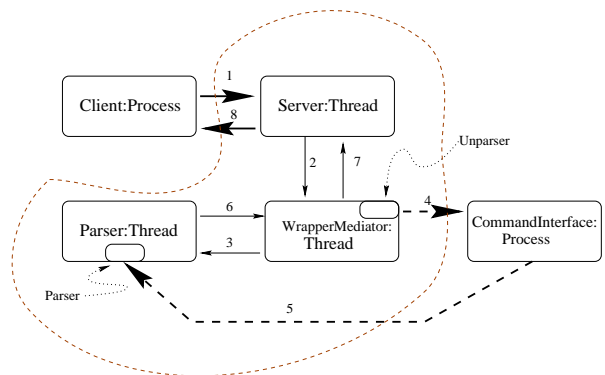 1
Client:Process
Server:Thread
8
Unparser
2
7
6
4
Parser:Thread
WrapperMediator:
Thread
CommandInterface:
Process
3
Parser
5